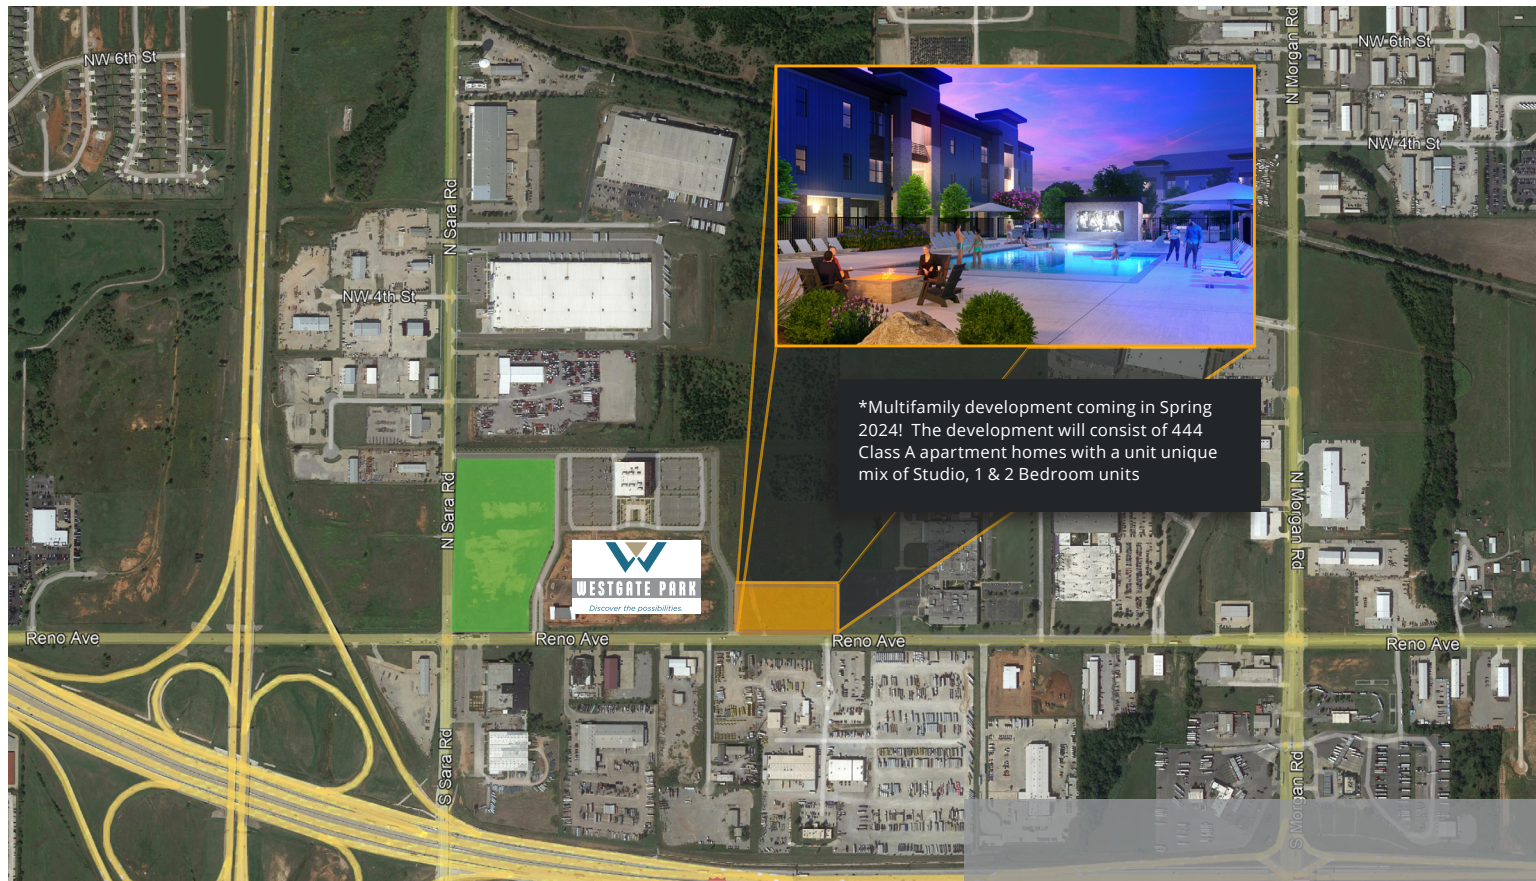 NW 6th St
N Morgan Rd
NW 6th St
NW 4th St
N Sara Rd
NW 4th St
*Multifamily development coming in Spring
2024!  The development will consist of 444
Class A apartment homes with a unit unique
mix of Studio, 1 & 2 Bedroom units
N Sara Rd
N Morgan Rd
WESTGATE PARK
Discover the possibilities.
Reno Ave
Reno Ave
Reno Ave
Reno Ave
S Sara Rd
S Morgan Rd